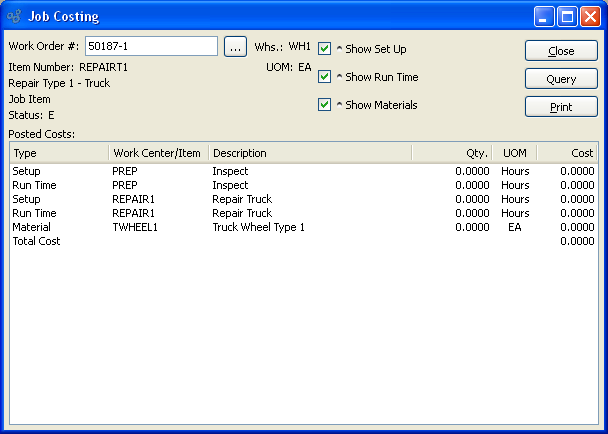 Job Costing
Work Order #: 50187-1 ... Whs.: WH1 ^ Show Set Up Close
Item Number: REPAIRT1 UOM: EA ^ Show Run Time Query
Repair Type 1 - Truck
Job Item ^ Show Materials Print
Status: E
Posted Costs:
Type Work Center/Item Description Qty. UOM Cost
Setup PREP Inspect 0.0000 Hours 0.0000
Run Time PREP Inspect 0.0000 Hours 0.0000
Setup REPAIR1 Repair Truck 0.0000 Hours 0.0000
Run Time REPAIR1 Repair Truck 0.0000 Hours 0.0000
Material TWHEEL1 Truck Wheel Type 1 0.0000 EA 0.0000
Total Cost 0.0000